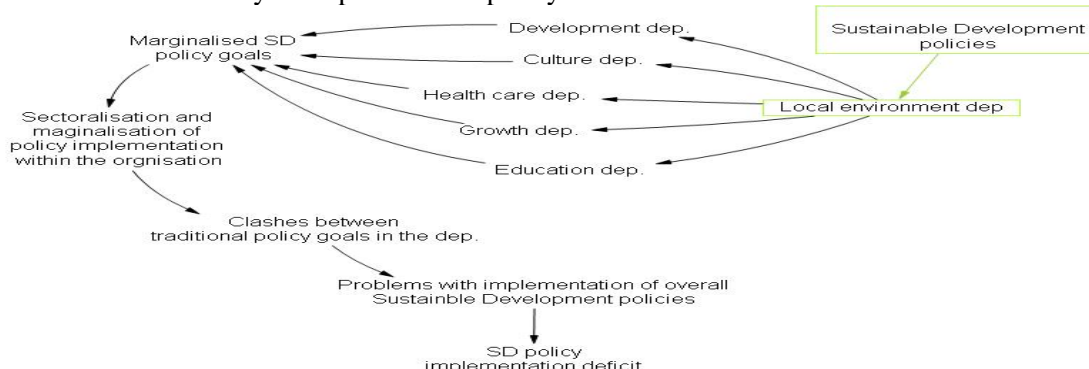 Marginalised SD
policy goals
Development dep.
Culture dep.
Health care dep.
Growth dep.
Education dep.
Sustainable Development
policies
Local environment dep
Sectoralisation and
maginalisation of
policy implementation
within the orgnisation
Clashes between
traditional policy goals in the dep.
Problems with implementation of overall
Sustainble Development policies
SD policy
implementation deficit